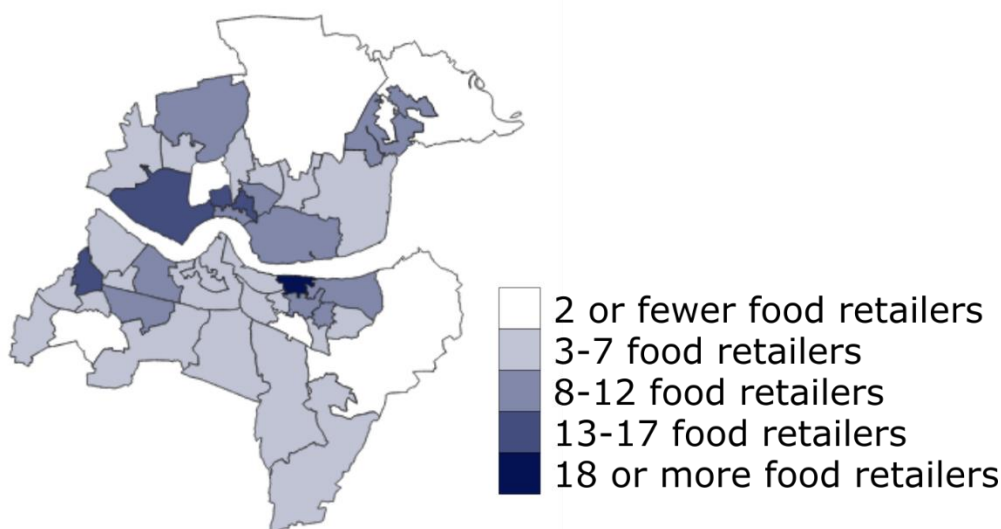 2 or fewer food retailers
3-7 food retailers
8-12 food retailers
13-17 food retailers
18 or more food retailers